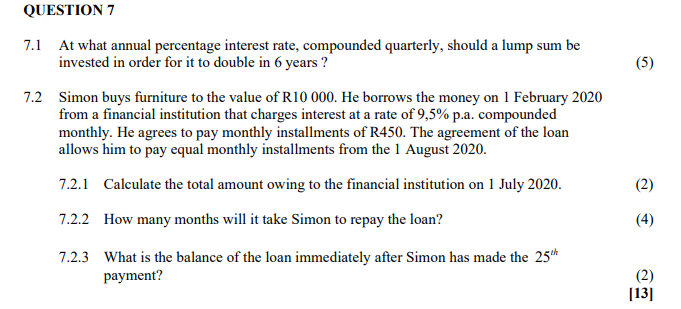 QUESTION 7
7.1 At what annual percentage interest rate, compounded quarterly, should a lump sum be
invested in order for it to double in 6 years ? (5)
7.2 Simon buys furniture to the value of R10 000. He borrows the money on 1 February 2020
from a financial institution that charges interest at a rate of 9,5% p.a. compounded
monthly. He agrees to pay monthly installments of R450. The agreement of the loan
allows him to pay equal monthly installments from the 1 August 2020.
7.2.1 Calculate the total amount owing to the financial institution on 1 July 2020. (2)
7.2.2 How many months will it take Simon to repay the loan? (4)
7.2.3 What is the balance of the loan immediately after Simon has made the 25th
payment? (2)
[13]